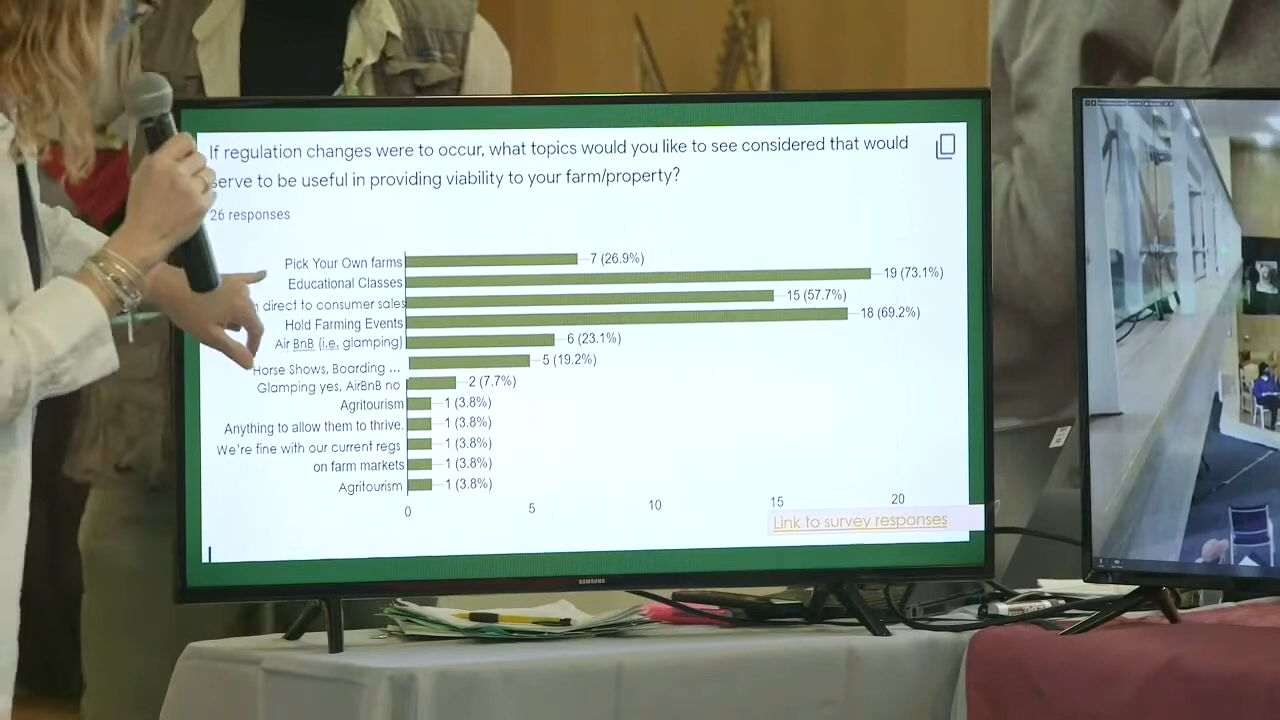 If regulation changes were to occur, what topics would you like to see considered that would
serve to be useful in providing viability to your farm/property?
26 responses
Pick Your Own farms 7 (26.9%)
Educational Classes 19 (73.1%)
direct to consumer sales 15 (57.7%)
Hold Farming Events 18 (69.2%)
Air BnB (i.e. glamping) 6 (23.1%)
Horse Shows, Boarding ... 5 (19.2%)
Glamping yes, AirBnB no 2 (7.7%)
Agritourism 1 (3.8%)
Anything to allow them to thrive. 1 (3.8%)
We're fine with our current regs 1 (3.8%)
on farm markets 1 (3.8%)
Agritourism 1 (3.8%)
0 5 10 15 20
Link to survey responses
SAMSUNG